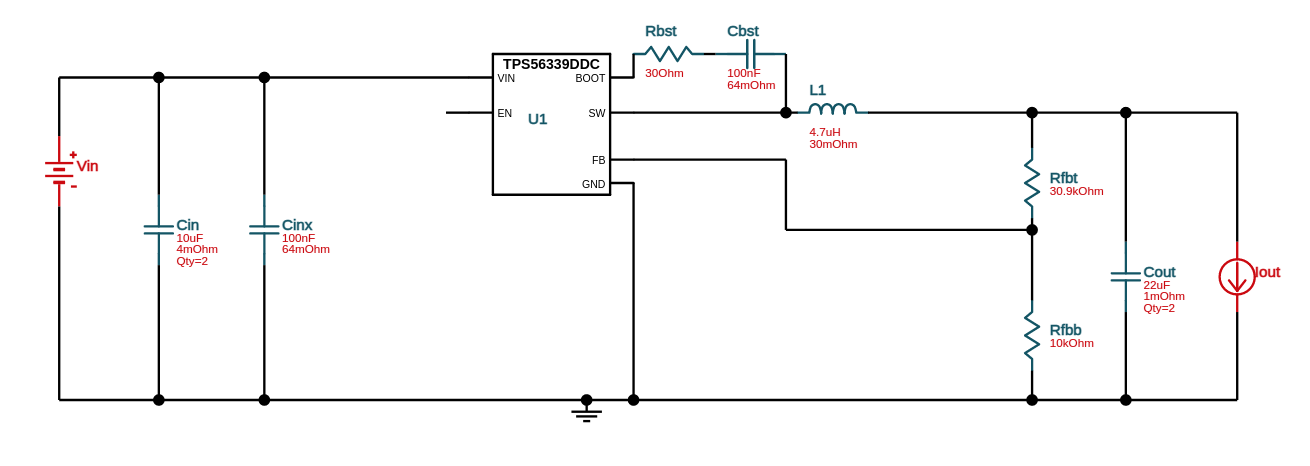 Rbst
30Ohm
Cbst
100nF
64mOhm
TPS56339DDC
VIN
BOOT
EN
U1
SW
FB
GND
L1
4.7uH
30mOhm
+
Vin
-
Cin
10uF
4mOhm
Qty=2
Cinx
100nF
64mOhm
Rfbt
30.9kOhm
Rfbb
10kOhm
Cout
22uF
1mOhm
Qty=2
Iout